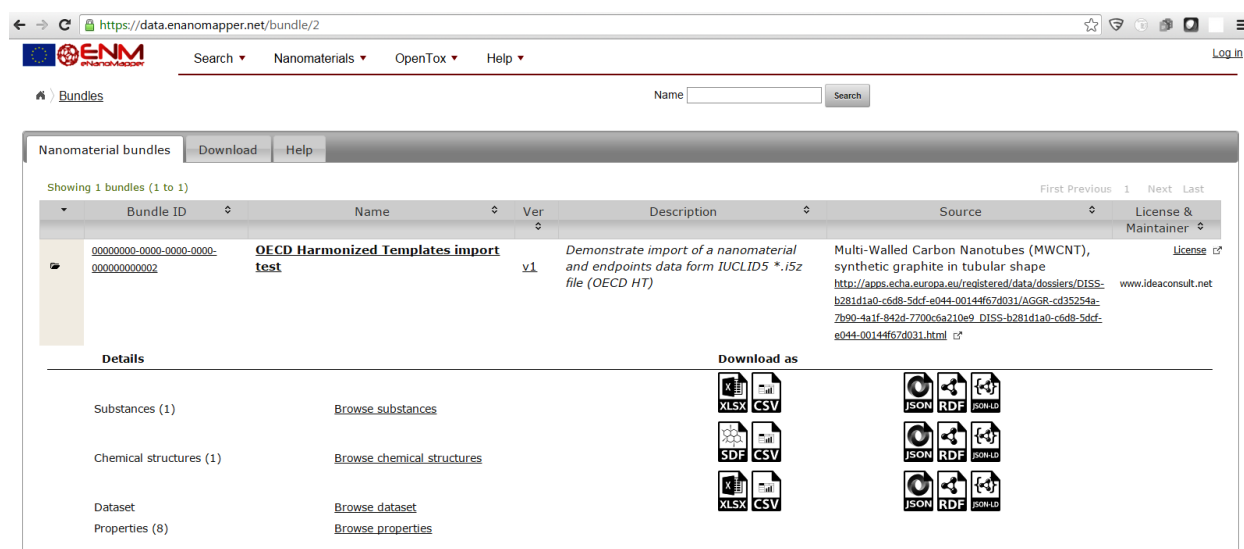 https://data.enanomapper.net/bundle/2
ENM
eNanoMapper
Search Nanomaterials OpenTox Help
Log in
Bundles
Name Search
Nanomaterial bundles Download Help
Showing 1 bundles (1 to 1)
First Previous 1 Next Last
Bundle ID Name Ver Description Source License &
Maintainer
00000000-0000-0000-0000-
000000000002
OECD Harmonized Templates import
test
v1
Demonstrate import of a nanomaterial
and endpoints data form IUCLID5 *.i5z
file (OECD HT)
Multi-Walled Carbon Nanotubes (MWCNT),
synthetic graphite in tubular shape
http://apps.echa.europa.eu/registered/data/dossiers/DISS-
b281d1a0-c6d8-5dcf-e044-00144f67d031/AGGR-cd35254a-
7b90-4a1f-842d-7700c6a210e9_DISS-b281d1a0-c6d8-5dcf-
e044-00144f67d031.html
License
www.ideaconsult.net
Details Download as
Substances (1) Browse substances XLSX CSV JSON RDF JSON-LD
Chemical structures (1) Browse chemical structures SDF CSV JSON RDF JSON-LD
Dataset Browse dataset XLSX CSV JSON RDF JSON-LD
Properties (8) Browse properties